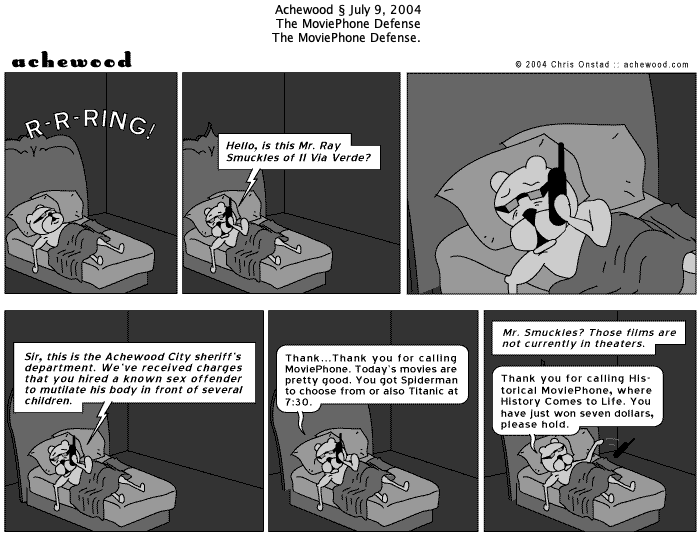 Achewood § July 9, 2004
The MoviePhone Defense
The MoviePhone Defense.
achewood
© 2004 Chris Onstad :: achewood.com
R-R-RING!
Hello, is this Mr. Ray
Smuckles of 11 Via Verde?
Sir, this is the Achewood City sheriff's
department. We've received charges
that you hired a known sex offender
to mutilate his body in front of several
children.
Thank...Thank you for calling
MoviePhone. Today's movies are
pretty good. You got Spiderman
to choose from or also Titanic at
7:30.
Mr. Smuckles? Those films are
not currently in theaters.
Thank you for calling His-
torical MoviePhone, where
History Comes to Life. You
have just won seven dollars,
please hold.